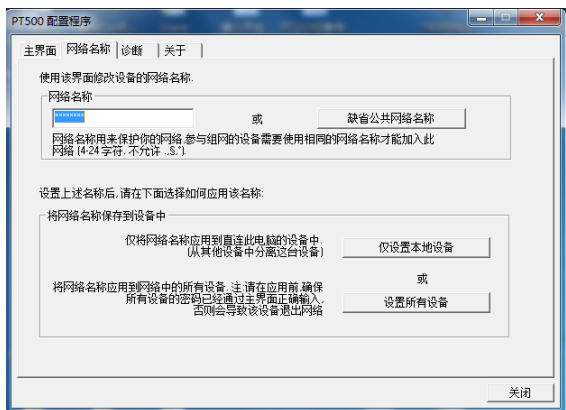 PT500 配置程序
主界面 网络名称 诊断 关于
使用该界面修改设备的网络名称.
网络名称
********
或
缺省公共网络名称
网络名称用来保护你的网络,参与组网的设备需要使用相同的网络名称才能加入此
网络 (4-24 字符. 不允许 ..§,").
设置上述名称后,请在下面选择如何应用该名称:
将网络名称保存到设备中
仅将网络名称应用到直连此电脑的设备中.
(从其他设备中分离这台设备)
仅设置本地设备
或
将网络名称应用到网络中的所有设备.注:请在应用前,确保
所有设备的密码已经通过主界面正确输入,
否则会导致该设备退出网络
设置所有设备
关闭